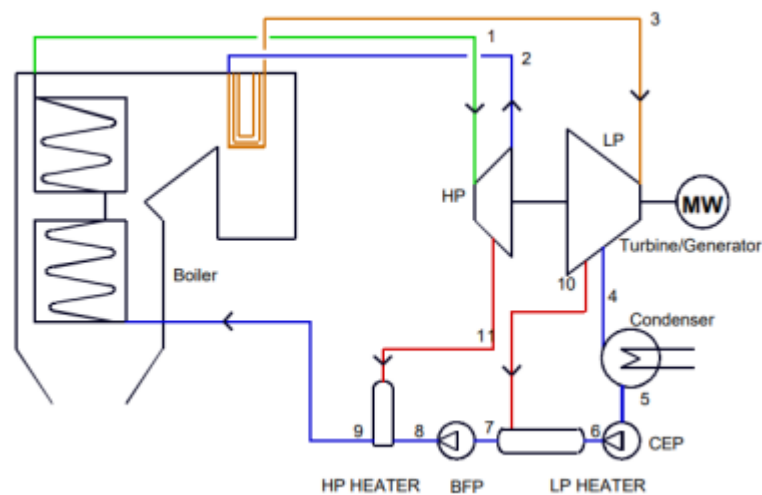 1
3
2
LP
HP
MW
Turbine/Generator
Boiler
10
4
Condenser
11
5
9
8
7
6
CEP
HP HEATER
BFP
LP HEATER